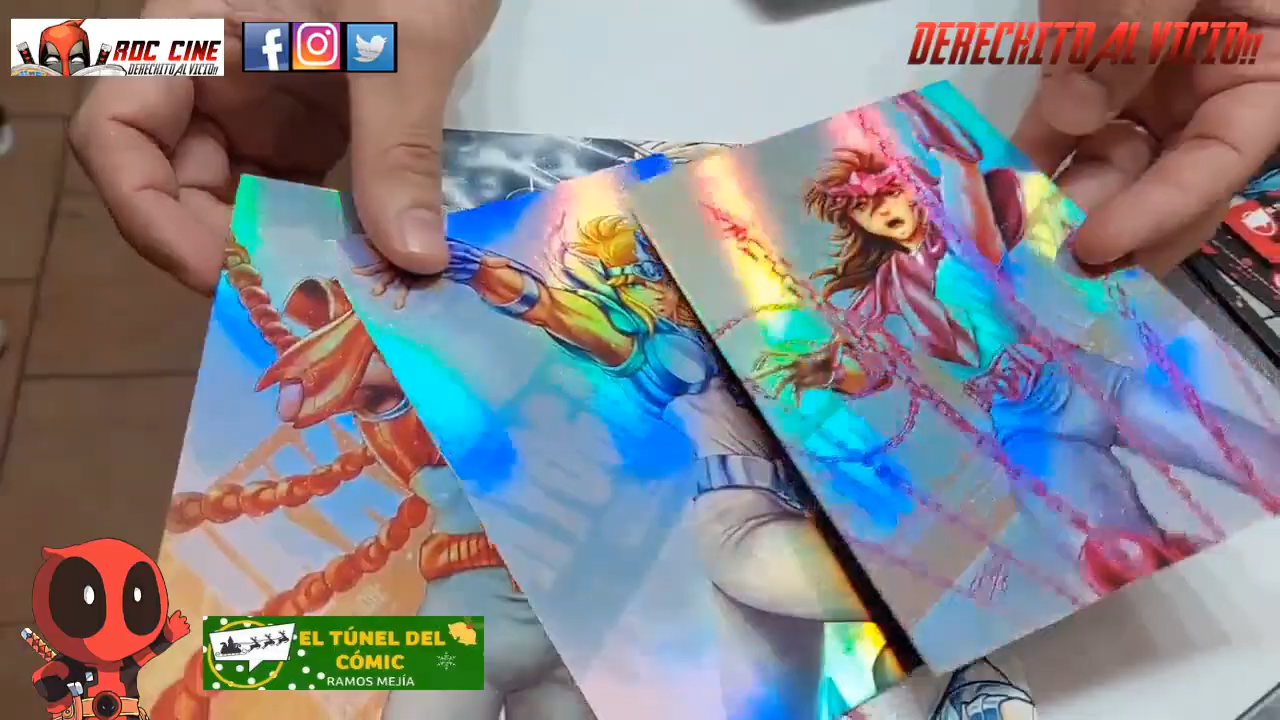 RDC CINE
DERECHITO AL VICIO!!
DERECHITO AL VICIO!!
EL TÚNEL DEL
CÓMIC
RAMOS MEJÍA